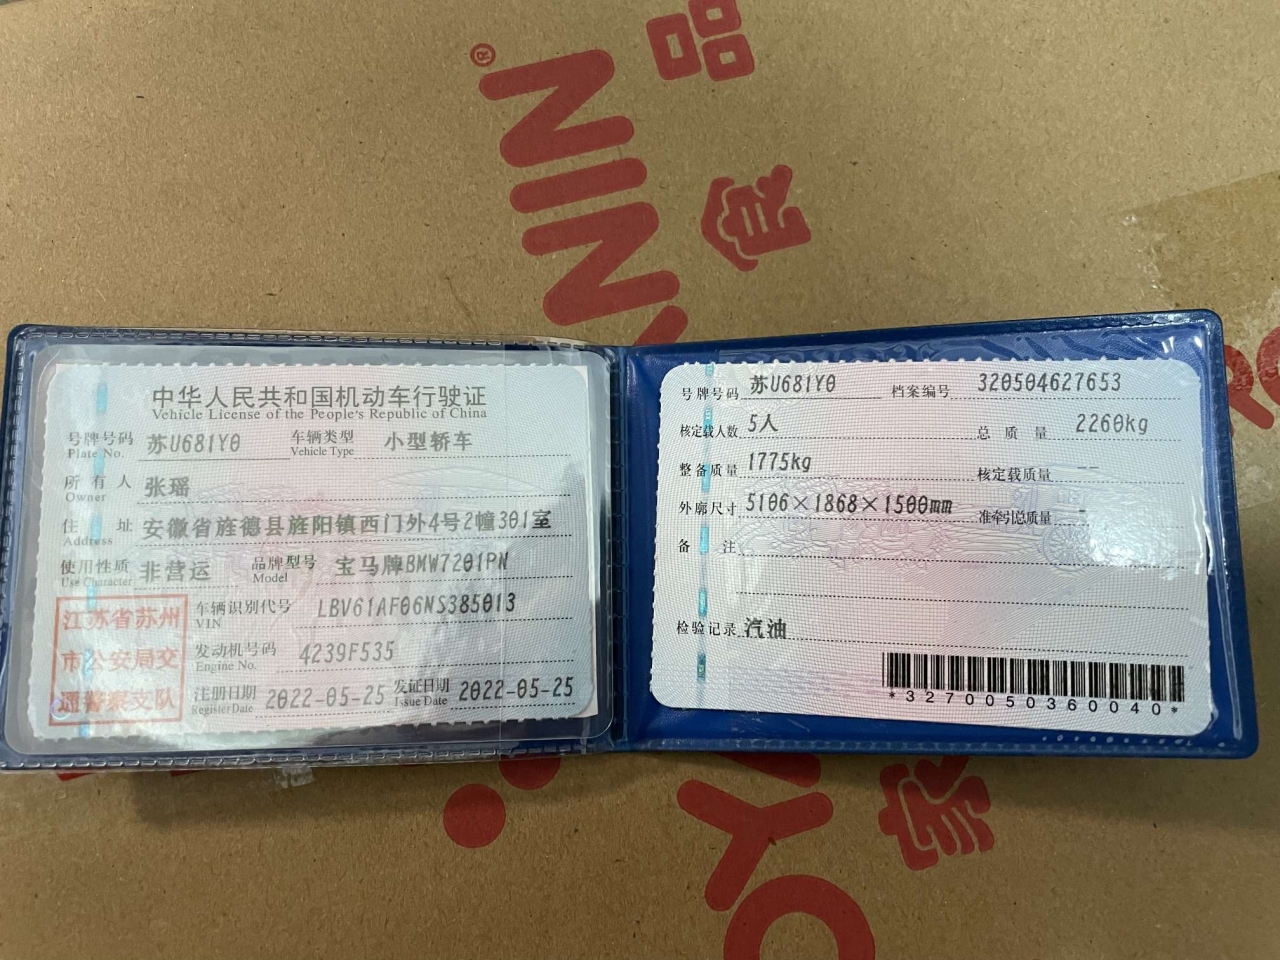 ®
NINN
品
良
中华人民共和国机动车行驶证
Vehicle License of the People's Republic of China
号牌号码 苏U681Y0 车辆类型 小型轿车
Plate No. Vehicle Type
所有人 张瑶
Owner
住址 安徽省旌德县旌阳镇西门外4号2幢301室
Address
使用性质 非营运 品牌型号 宝马牌BMW7201PN
Use Character Model
江苏省苏州
市公安局交
通警察支队
车辆识别代号 LBV61AF06NS385013
VIN
发动机号码 4239F535
Engine No.
注册日期 2022-05-25 发证日期 2022-05-25
Register Date Issue Date
号牌号码 苏U681Y0 档案编号 320504627653
核定载人数 5人 总质量 2260kg
整备质量 1775kg 核定载质量 --
外廓尺寸 5106×1868×1500mm 准牵引总质量 -
备注
检验记录 汽油
*3270050360040*